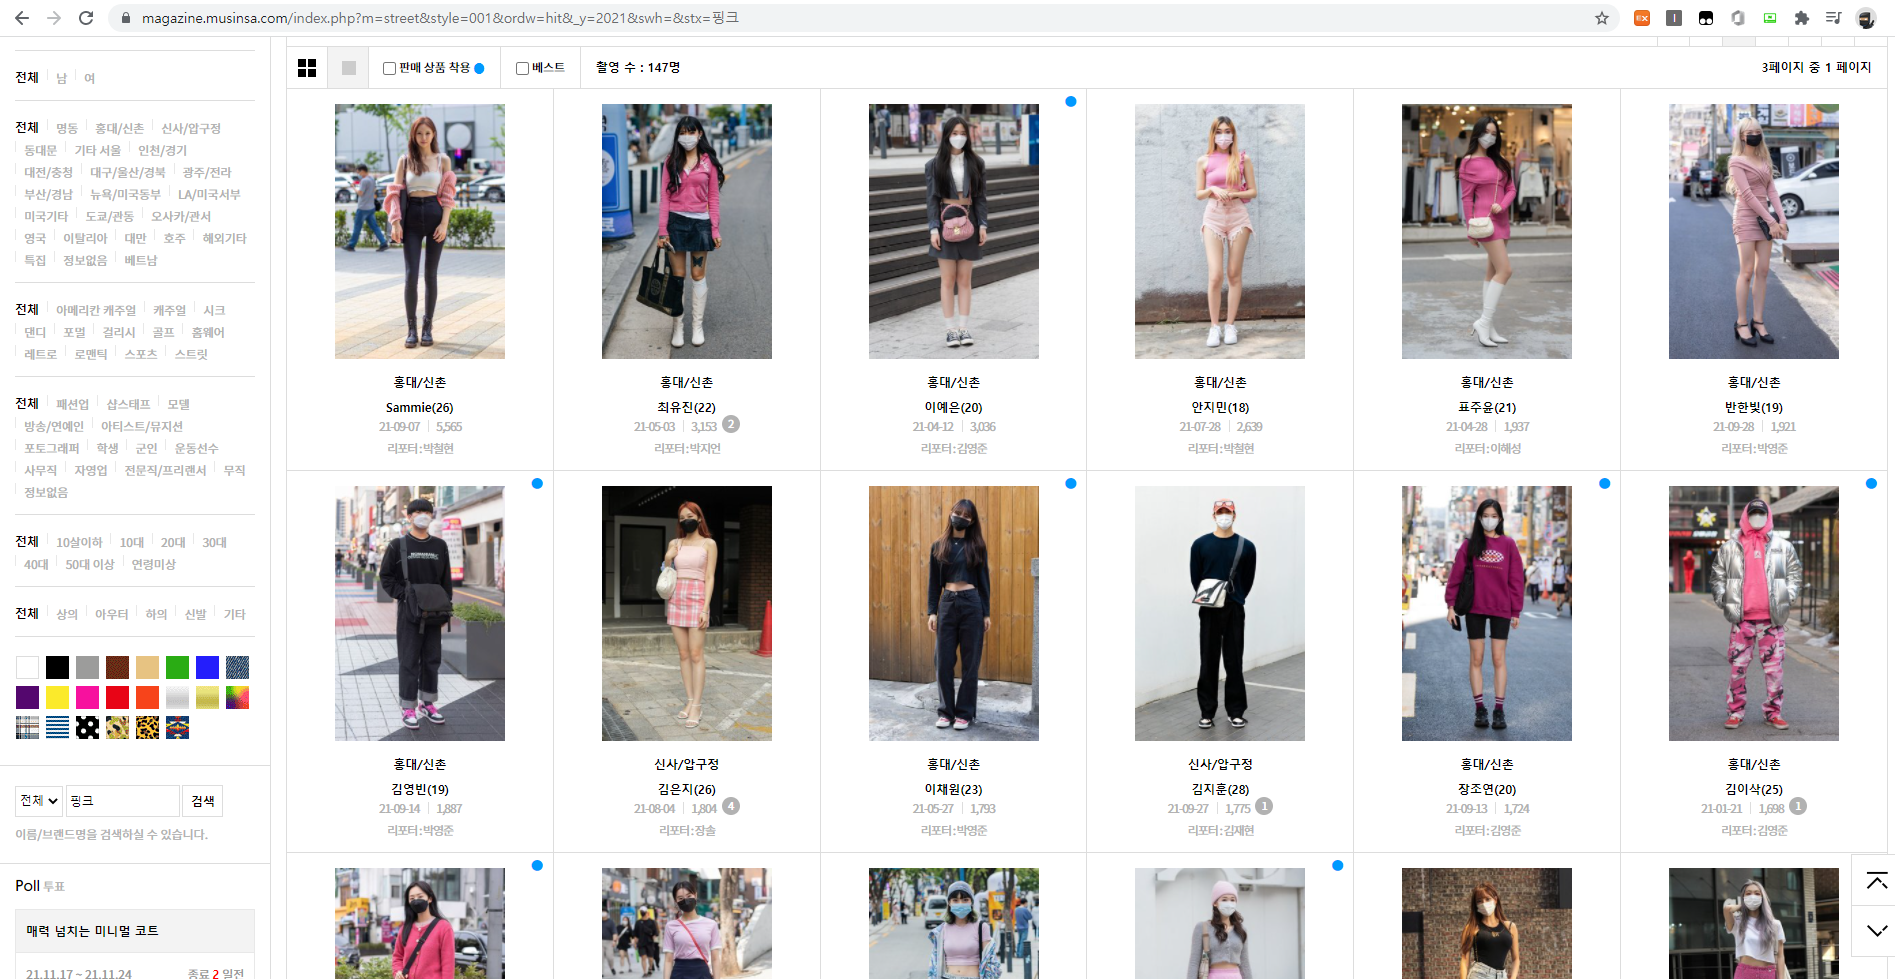 magazine.musinsa.com/index.php?m=street&style=001&ordw=hit&_y=2021&swh=&stx=핑크
전체 남 여
전체 명동 홍대/신촌 신사/압구정
동대문 기타 서울 인천/경기
대전/충청 대구/울산/경북 광주/전라
부산/경남 뉴욕/미국동부 LA/미국서부
미국기타 도쿄/관동 오사카/관서
영국 이탈리아 대만 호주 해외기타
특집 정보없음 베트남
전체 아메리칸 캐주얼 캐주얼 시크
댄디 포멀 걸리시 골프 홈웨어
레트로 로맨틱 스포츠 스트릿
전체 패션업 샵스태프 모델
방송/연예인 아티스트/뮤지션
포토그래퍼 학생 군인 운동선수
사무직 자영업 전문직/프리랜서 무직
정보없음
전체 10살이하 10대 20대 30대
40대 50대 이상 연령미상
전체 상의 아우터 하의 신발 기타
전체 핑크 검색
이름/브랜드명을 검색하실 수 있습니다.
Poll 투표
매력 넘치는 미니멀 코트
21.11.17 ~ 21.11.24 종료 2 일전
판매 상품 착용 베스트 촬영 수 : 147명 3페이지 중 1 페이지
홍대/신촌 홍대/신촌 홍대/신촌 홍대/신촌 홍대/신촌 홍대/신촌
Sammie(26) 최유진(22) 이예은(20) 안지민(18) 표주윤(21) 반한빛(19)
21-09-07 5,565 21-05-03 3,153 2 21-04-12 3,036 21-07-28 2,639 21-04-28 1,937 21-09-28 1,921
리포터:박철현 리포터:박지언 리포터:김영준 리포터:박철현 리포터:이해성 리포터:박영준
홍대/신촌 신사/압구정 홍대/신촌 신사/압구정 홍대/신촌 홍대/신촌
김영빈(19) 김은지(26) 이채원(23) 김지훈(28) 장조연(20) 김이삭(25)
21-09-14 1,887 21-08-04 1,804 4 21-05-27 1,793 21-09-27 1,775 1 21-09-13 1,724 21-01-21 1,698 1
리포터:박영준 리포터:장솔 리포터:박영준 리포터:김재현 리포터:김영준 리포터:김영준